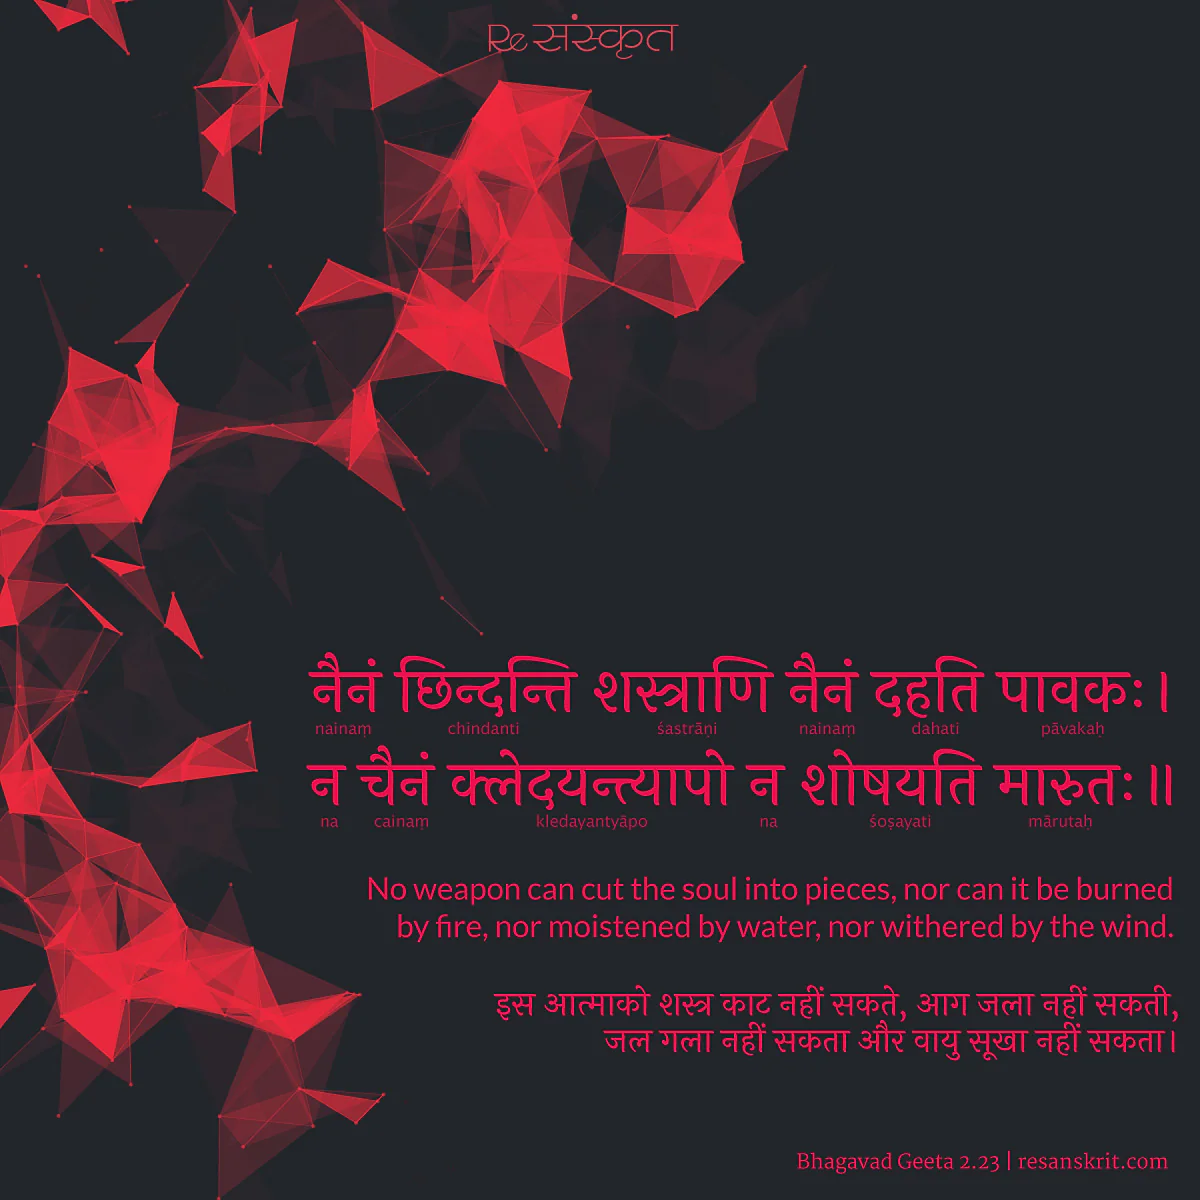 Re संस्कृत
नैनं छिन्दन्ति शस्त्राणि नैनं दहति पावकः।
nainaṃ chindanti śastrāṇi nainaṃ dahati pāvakaḥ
न चैनं क्लेदयन्त्यापो न शोषयति मारुतः॥
na cainaṃ kledayantyāpo na śoṣayati mārutaḥ
No weapon can cut the soul into pieces, nor can it be burned
by fire, nor moistened by water, nor withered by the wind.
इस आत्माको शस्त्र काट नहीं सकते, आग जला नहीं सकती,
जल गला नहीं सकता और वायु सूखा नहीं सकता।
Bhagavad Geeta 2.23 | resanskrit.com